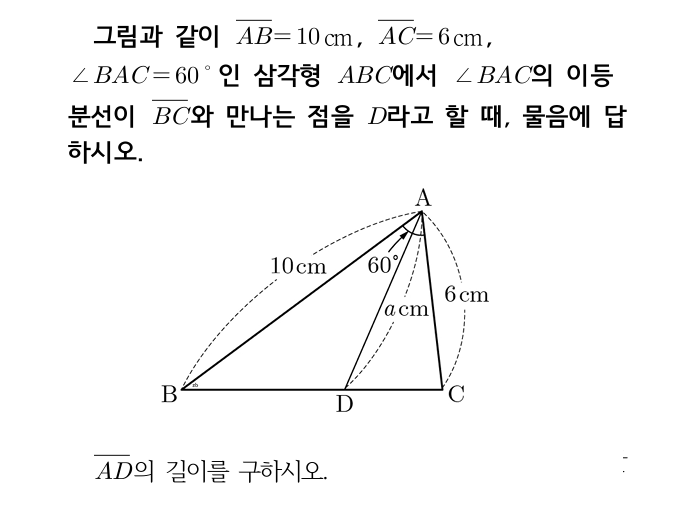 그림과 같이 AB=10cm, AC=6cm,
∠BAC=60°인 삼각형 ABC에서 ∠BAC의 이등
분선이 BC와 만나는 점을 D라고 할 때, 물음에 답
하시오.
A
10cm
60°
6cm
a cm
B
D
C
AD의 길이를 구하시오.